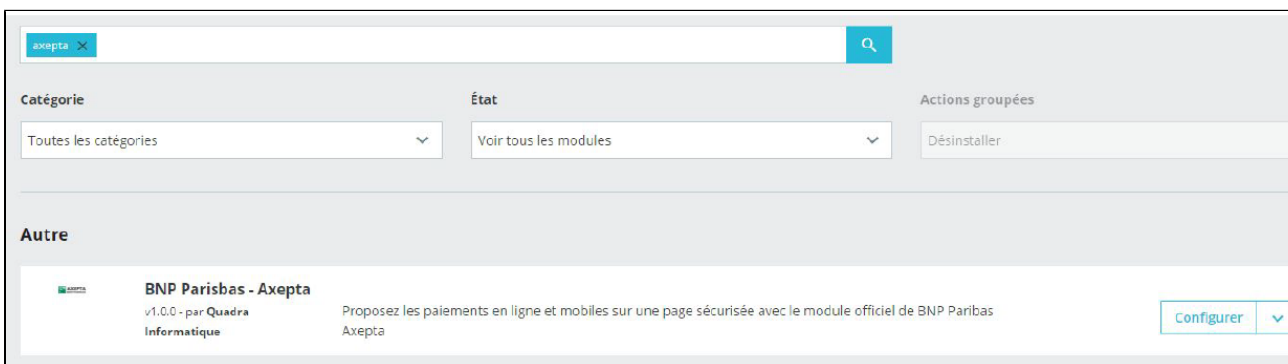 axepta
Catégorie
État
Actions groupées
Toutes les catégories
Voir tous les modules
Désinstaller
Autre
AXEPTA
BNP Parisbas - Axepta
v1.0.0 - par Quadra
Informatique
Proposez les paiements en ligne et mobiles sur une page sécurisée avec le module officiel de BNP Paribas
Axepta
Configurer